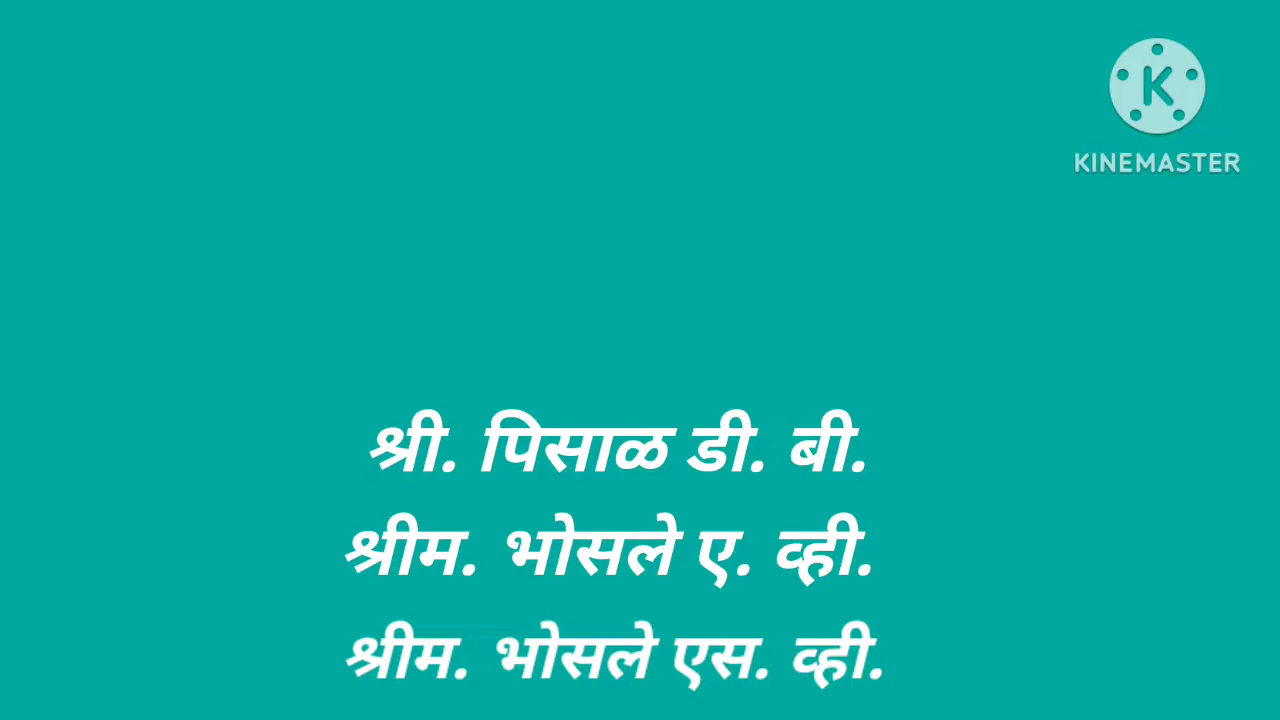 K
KINEMASTER
श्री. पिसाळ डी. बी.
श्रीम. भोसले ए. व्ही.
श्रीम. भोसले एस. व्ही.